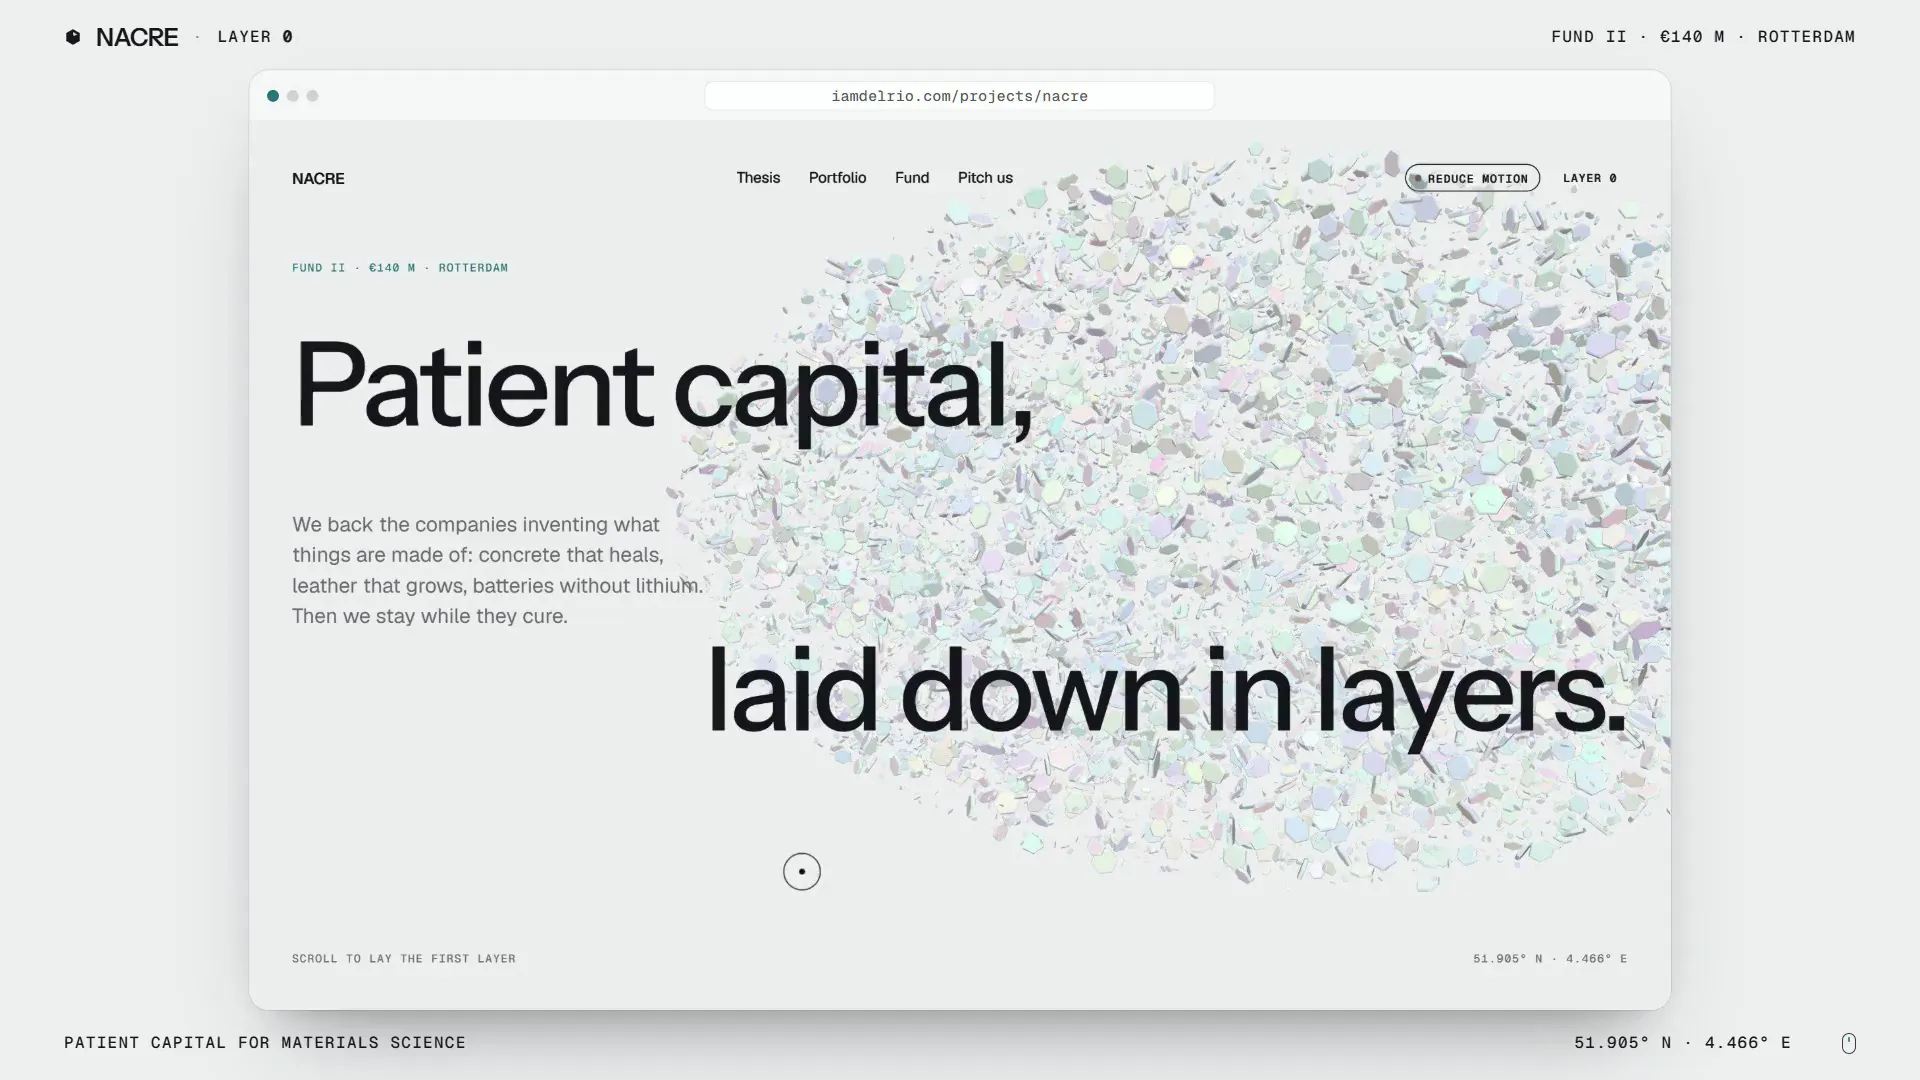 NACRE · LAYER 0
FUND II · €140 M · ROTTERDAM
iamdelrio.com/projects/nacre
NACRE
Thesis Portfolio Fund Pitch us
REDUCE MOTION
LAYER 0
FUND II · €140 M · ROTTERDAM
Patient capital,
We back the companies inventing what
things are made of: concrete that heals,
leather that grows, batteries without lithium.
Then we stay while they cure.
laid down in layers.
SCROLL TO LAY THE FIRST LAYER
51.905° N · 4.466° E
PATIENT CAPITAL FOR MATERIALS SCIENCE
51.905° N · 4.466° E